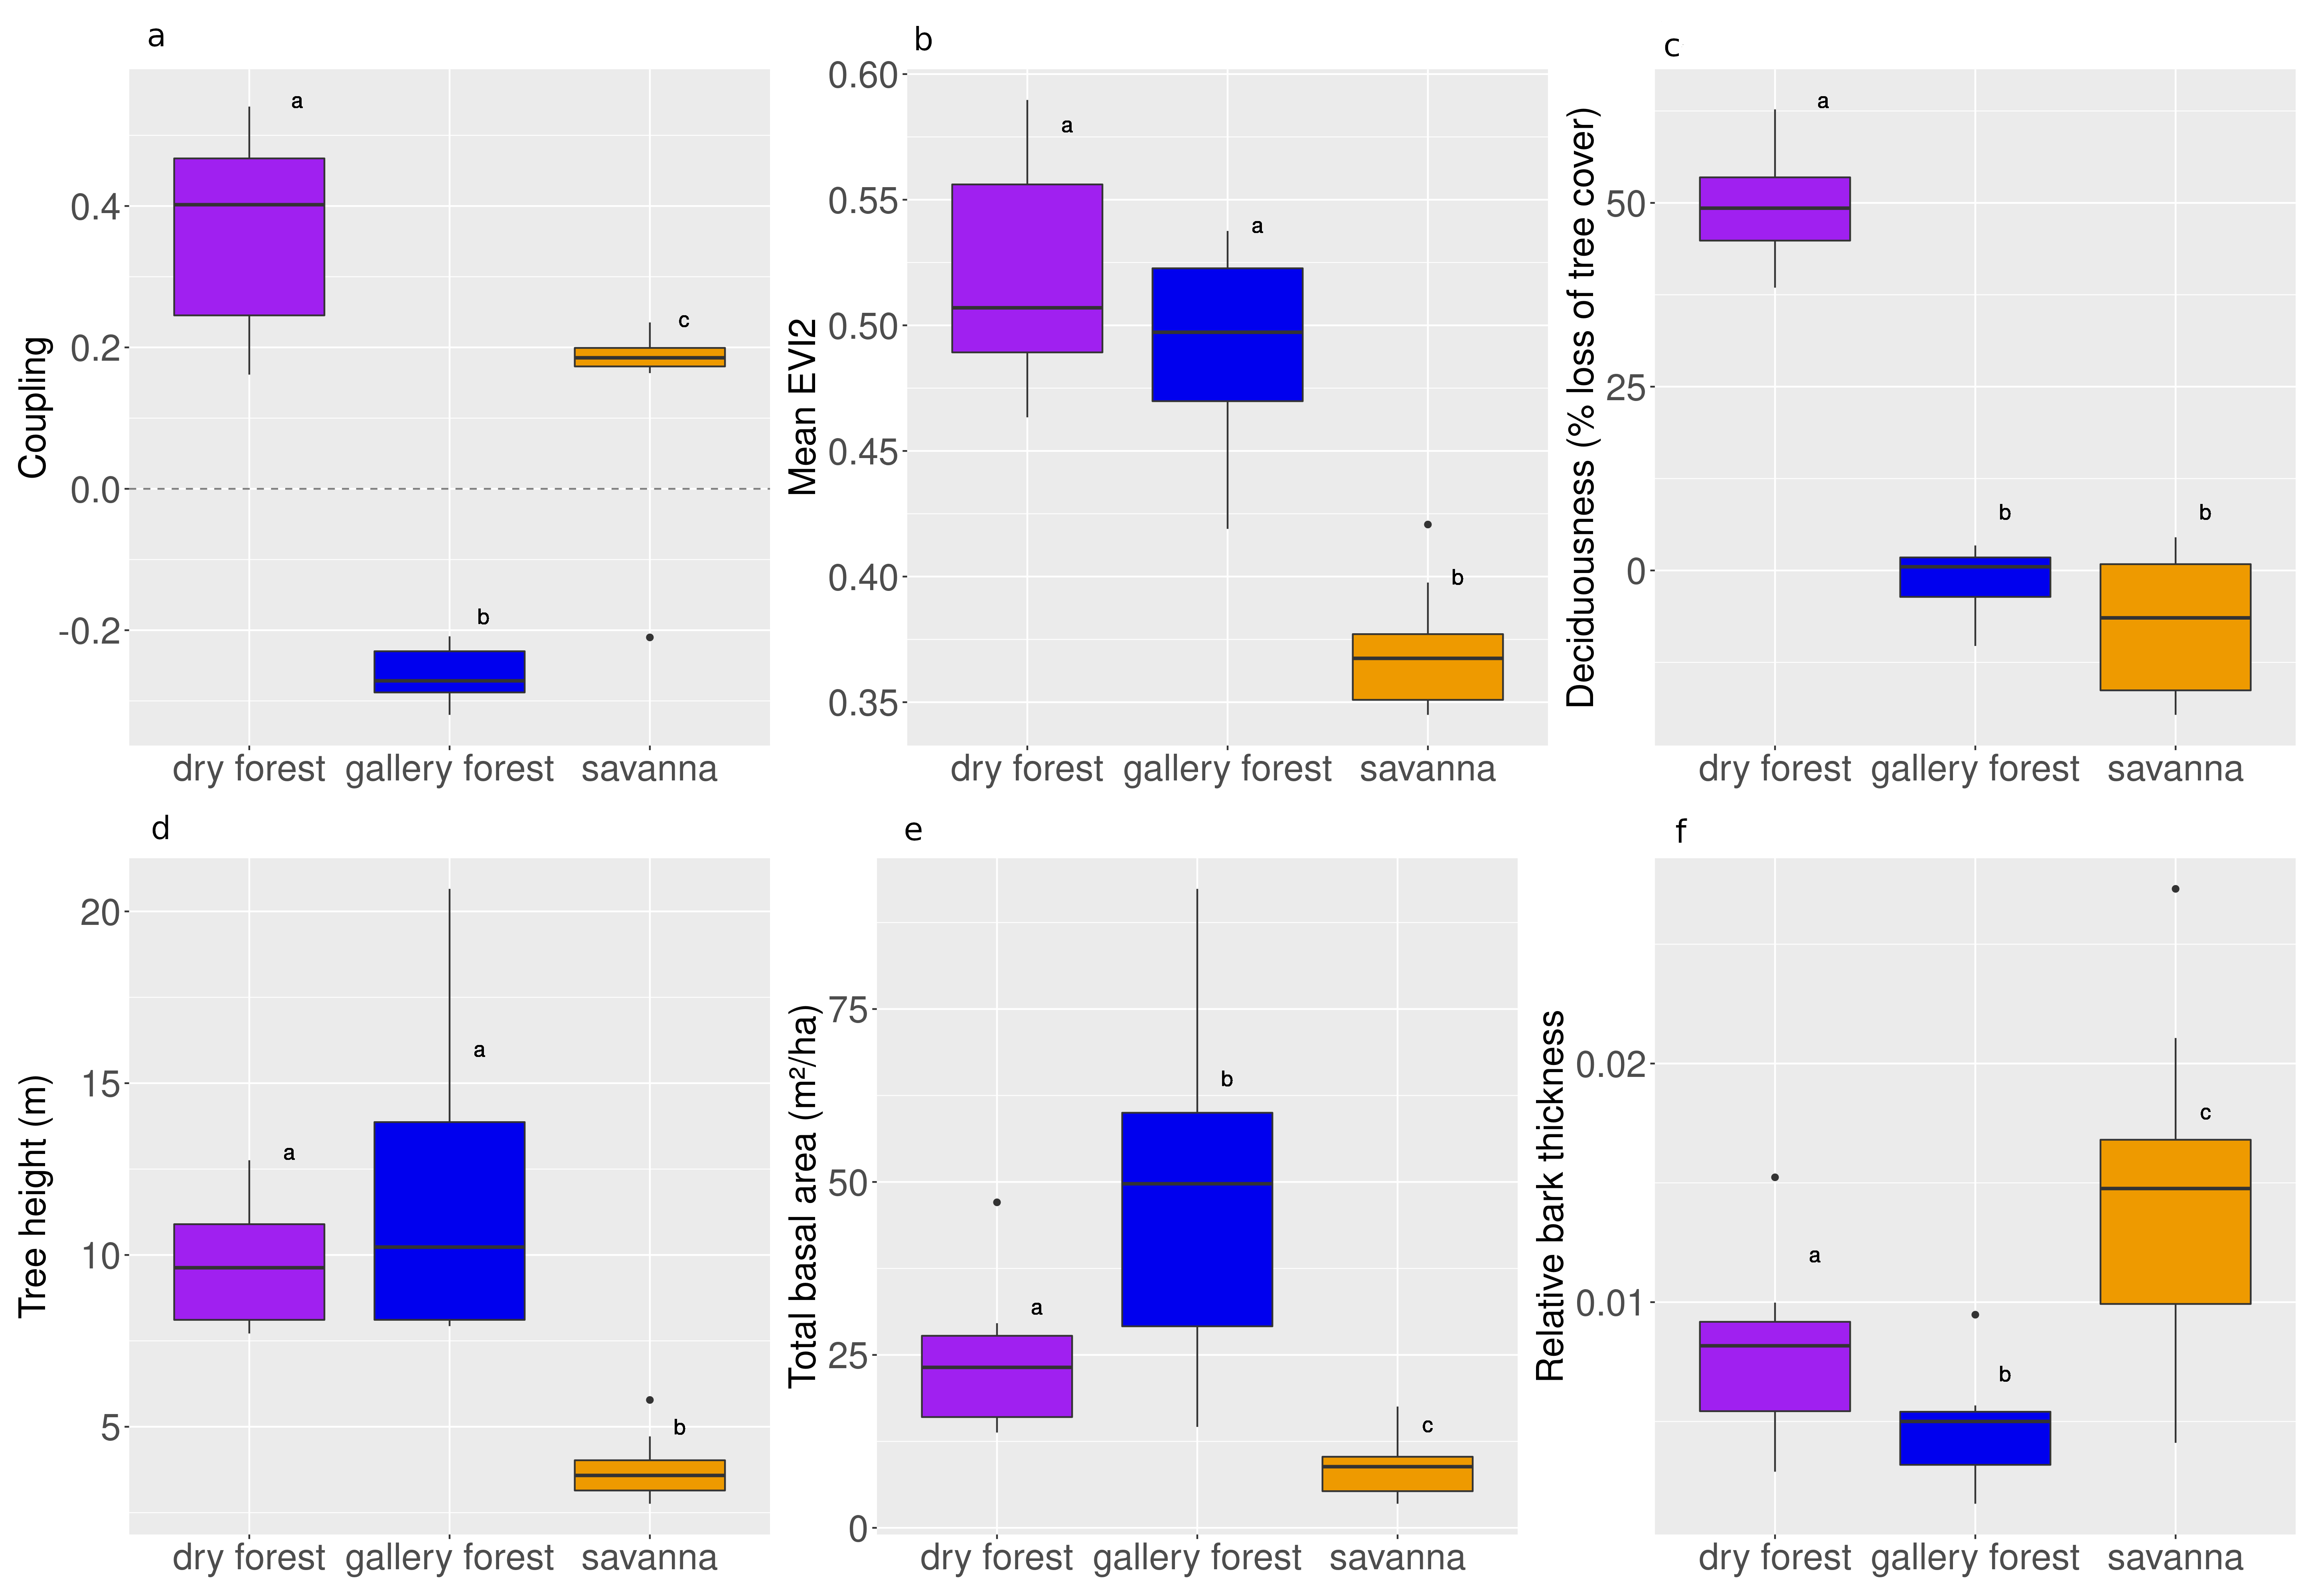 a
Coupling
0.4
0.2
0.0
-0.2
a
b
c
dry forest
gallery forest
savanna
b
Mean EVI2
0.60
0.55
0.50
0.45
0.40
0.35
a
a
b
dry forest
gallery forest
savanna
c
Deciduousness (% loss of tree cover)
50
25
0
a
b
b
dry forest
gallery forest
savanna
d
Tree height (m)
20
15
10
5
a
a
b
dry forest
gallery forest
savanna
e
Total basal area (m²/ha)
75
50
25
0
a
b
c
dry forest
gallery forest
savanna
f
Relative bark thickness
0.02
0.01
a
b
c
dry forest
gallery forest
savanna